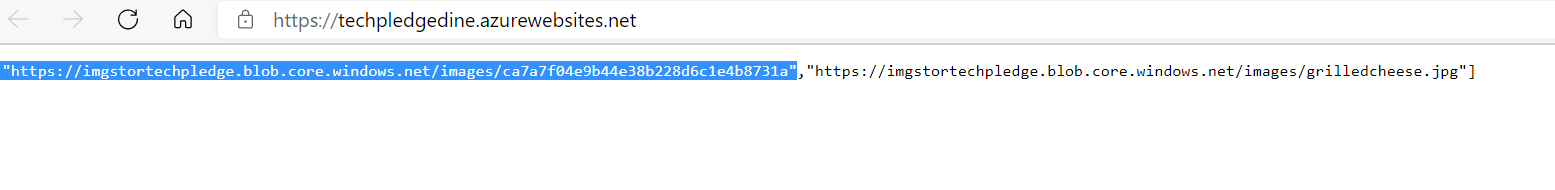 https://techpledgedine.azurewebsites.net
"https://imgstortechpledge.blob.core.windows.net/images/ca7a7f04e9b44e38b228d6c1e4b8731a","https://imgstortechpledge.blob.core.windows.net/images/grilledcheese.jpg"]